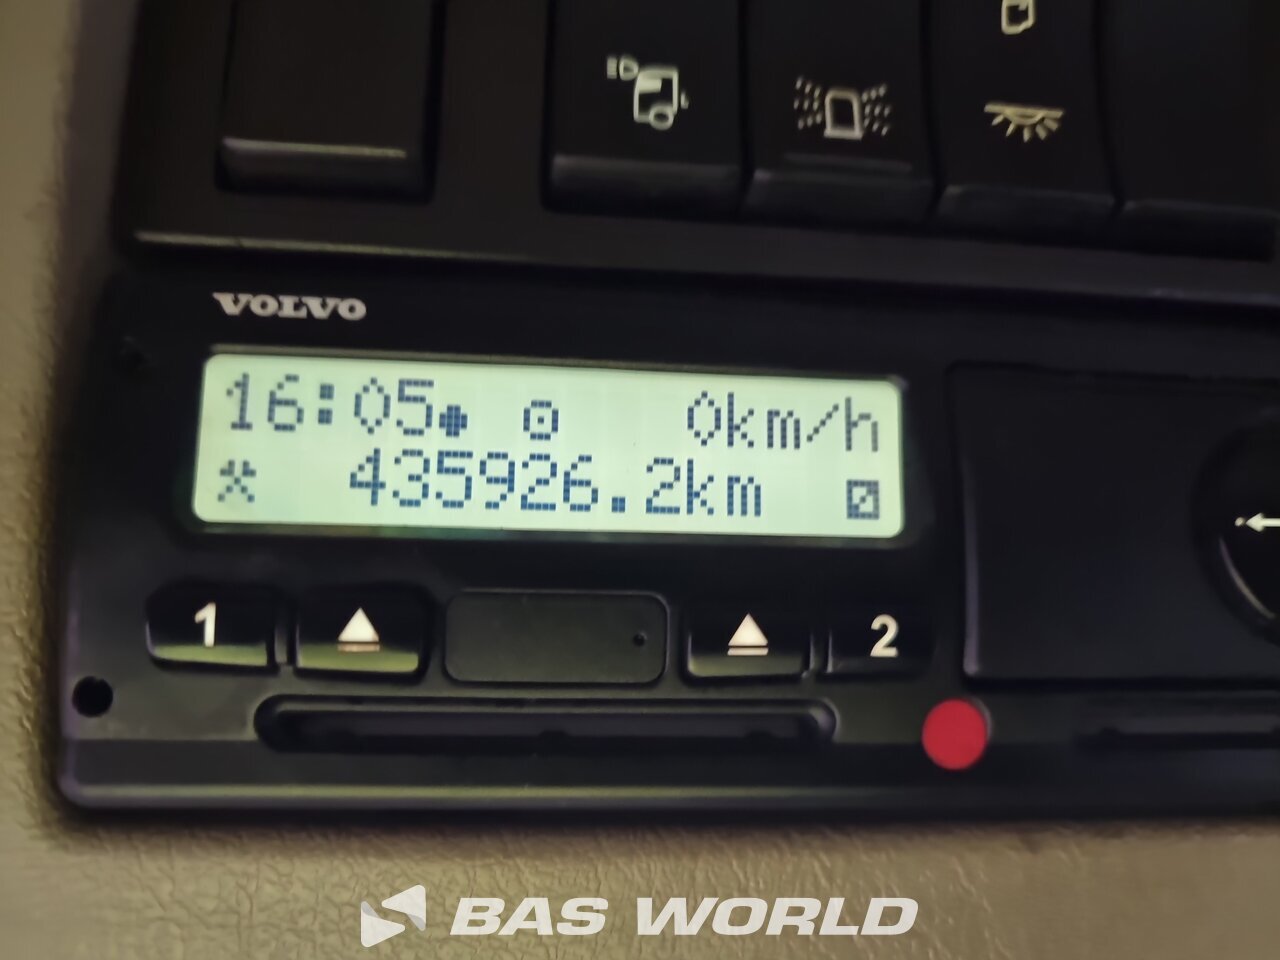 VOLVO
16:05 0km/h
435926.2km
1 2
BAS WORLD